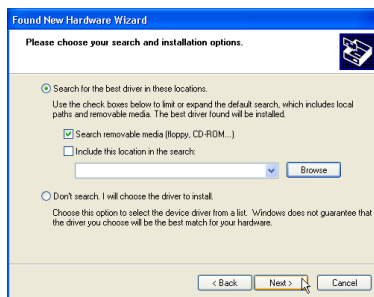 Found New Hardware Wizard
Please choose your search and installation options.
Search for the best driver in these locations.
Use the check boxes below to limit or expand the default search, which includes local
paths and removable media. The best driver found will be installed.
Search removable media (floppy, CD-ROM...)
Include this location in the search:
Browse
Don't search. I will choose the driver to install.
Choose this option to select the device driver from a list. Windows does not guarantee that
the driver you choose will be the best match for your hardware.
< Back Next > Cancel